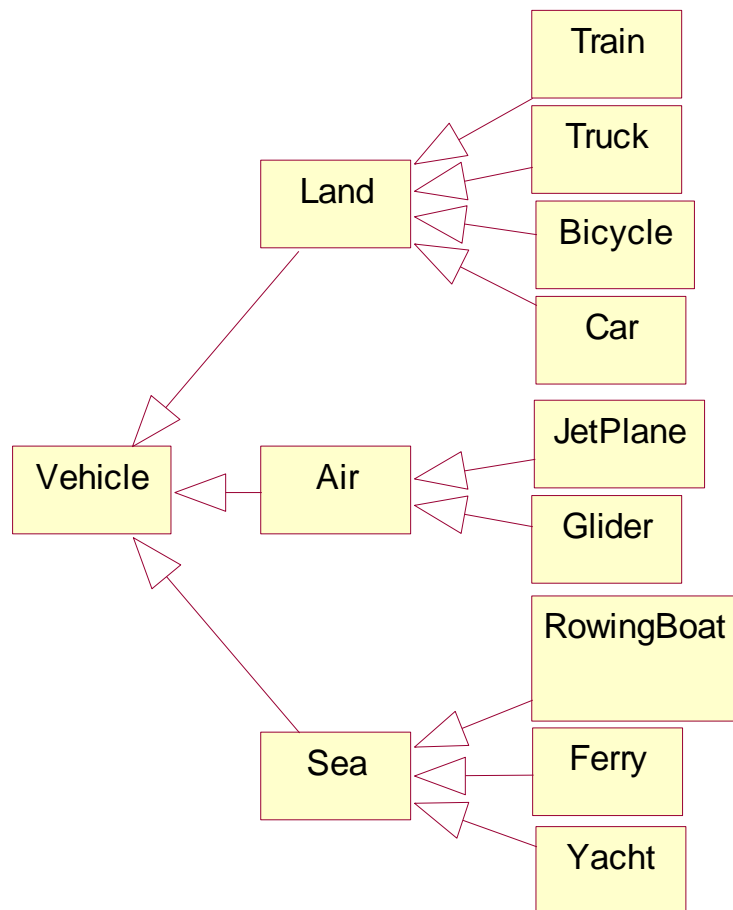 Train
Truck
Land
Bicycle
Car
JetPlane
Vehicle
Air
Glider
RowingBoat
Sea
Ferry
Yacht